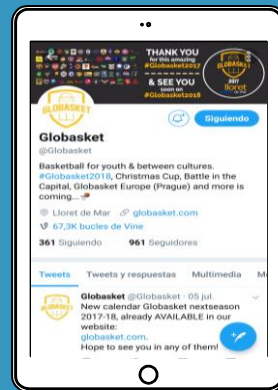 THANK YOU
for this amazing
#Globasket2017
& SEE YOU
soon on
#Globasket2018
GLOBASKET
2017
lloret
GLOBASKET
Siguiendo
Globasket
@Globasket
Basketball for youth & between cultures.
#Globasket2018, Christmas Cup, Battle in the
Capital, Globasket Europe (Prague) and more is
coming...
Lloret de Mar globasket.com
67,3K bucles de Vine
361 Siguiendo 961 Seguidores
Tweets Tweets y respuestas Multimedia M
Globasket @Globasket · 05 jul.
New calendar Globasket nextseason
2017-18, already AVAILABLE in our
website:
globasket.com.
Hope to see you in any of them!